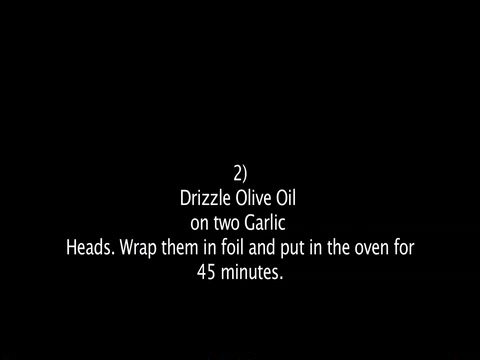 2)
Drizzle Olive Oil
on two Garlic
Heads. Wrap them in foil and put in the oven for
45 minutes.